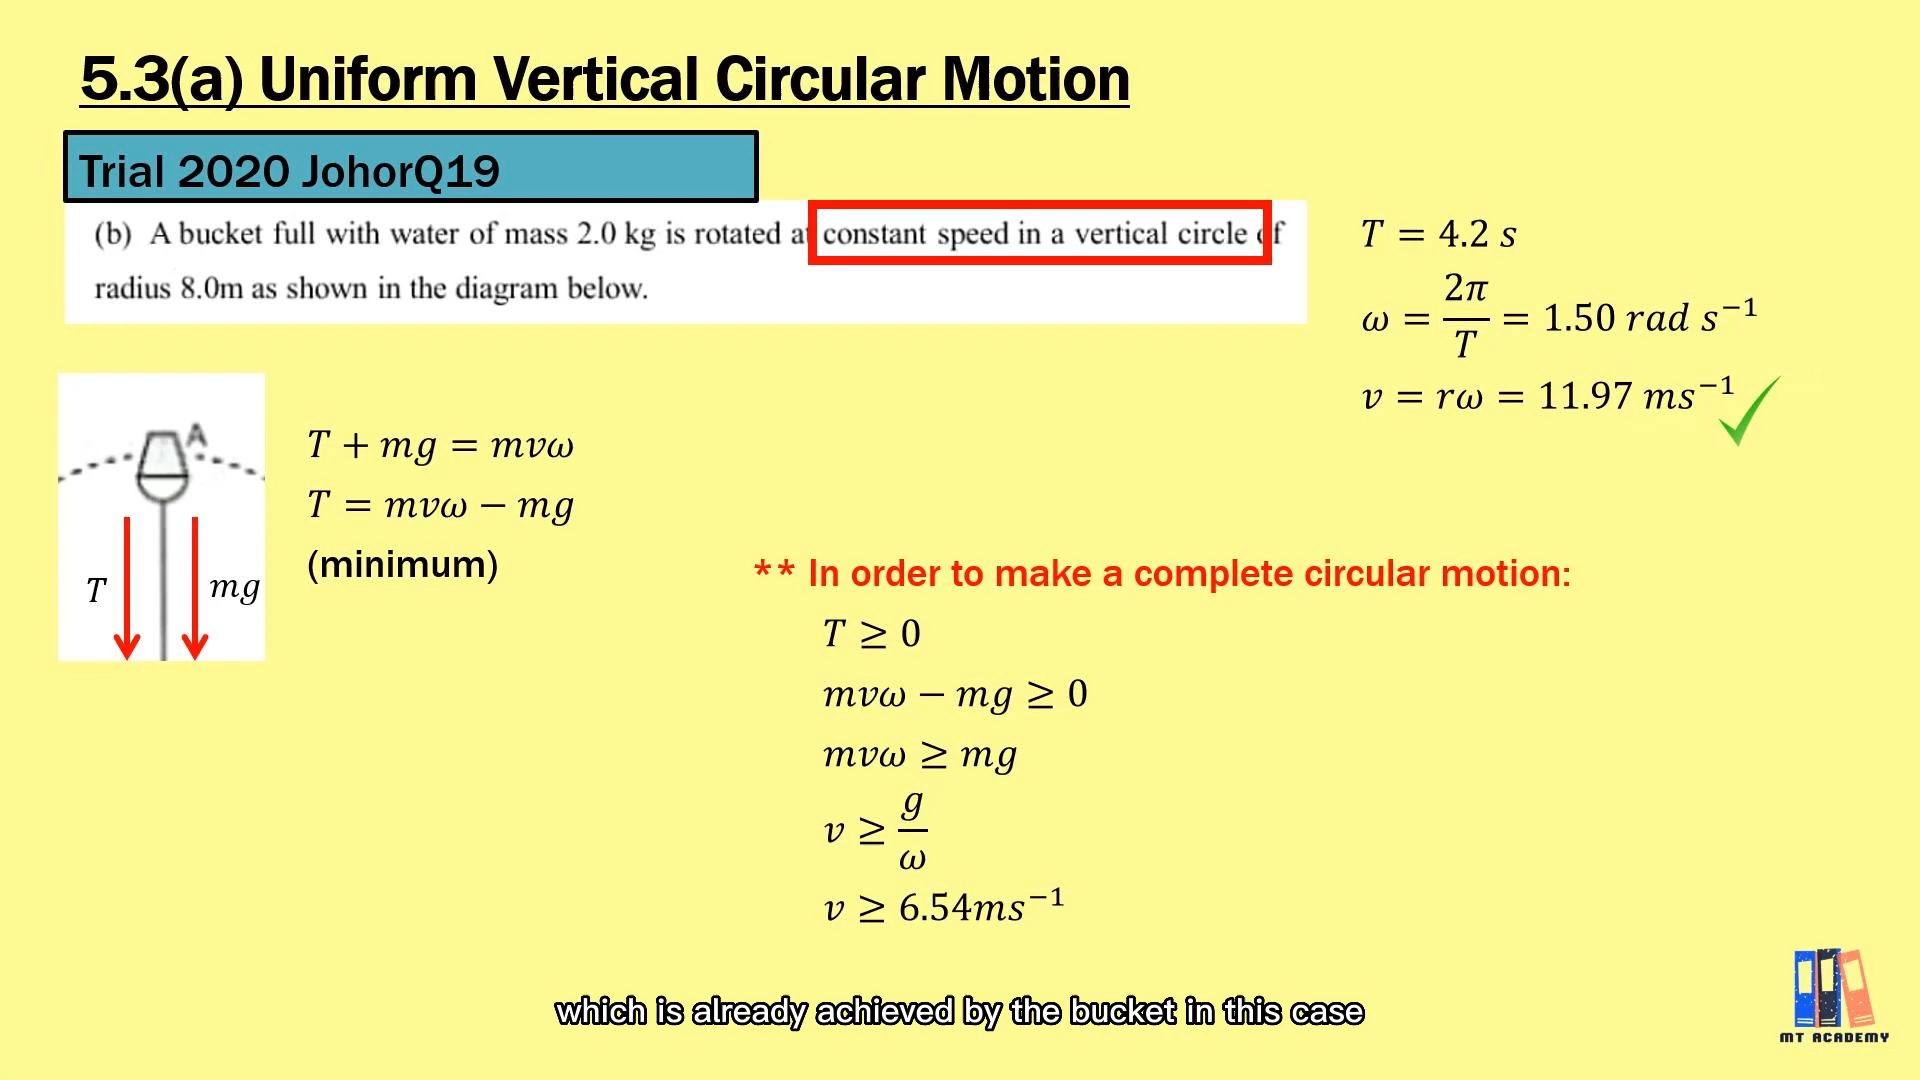 5.3(a) Uniform Vertical Circular Motion
Trial 2020 JohorQ19
(b) A bucket full with water of mass 2.0 kg is rotated at constant speed in a vertical circle of
radius 8.0m as shown in the diagram below.
T = 4.2 s
ω = 2π/T = 1.50 rad s⁻¹
v = rω = 11.97 ms⁻¹
A
T
mg
T + mg = mvω
T = mvω − mg
(minimum)
** In order to make a complete circular motion:
T ≥ 0
mvω − mg ≥ 0
mvω ≥ mg
v ≥ g/ω
v ≥ 6.54ms⁻¹
which is already achieved by the bucket in this case
MT ACADEMY